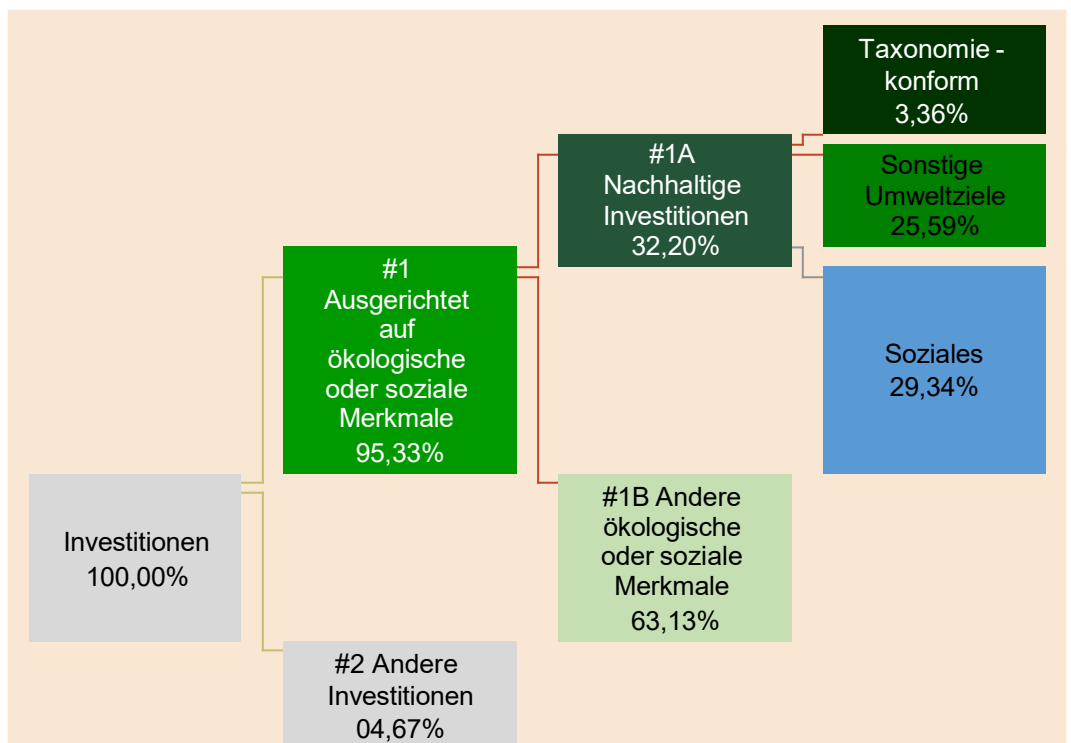 Investitionen
100,00%
#1
Ausgerichtet
auf
ökologische
oder soziale
Merkmale
95,33%
#2 Andere
Investitionen
04,67%
#1A
Nachhaltige
Investitionen
32,20%
#1B Andere
ökologische
oder soziale
Merkmale
63,13%
Taxonomie -
konform
3,36%
Sonstige
Umweltziele
25,59%
Soziales
29,34%